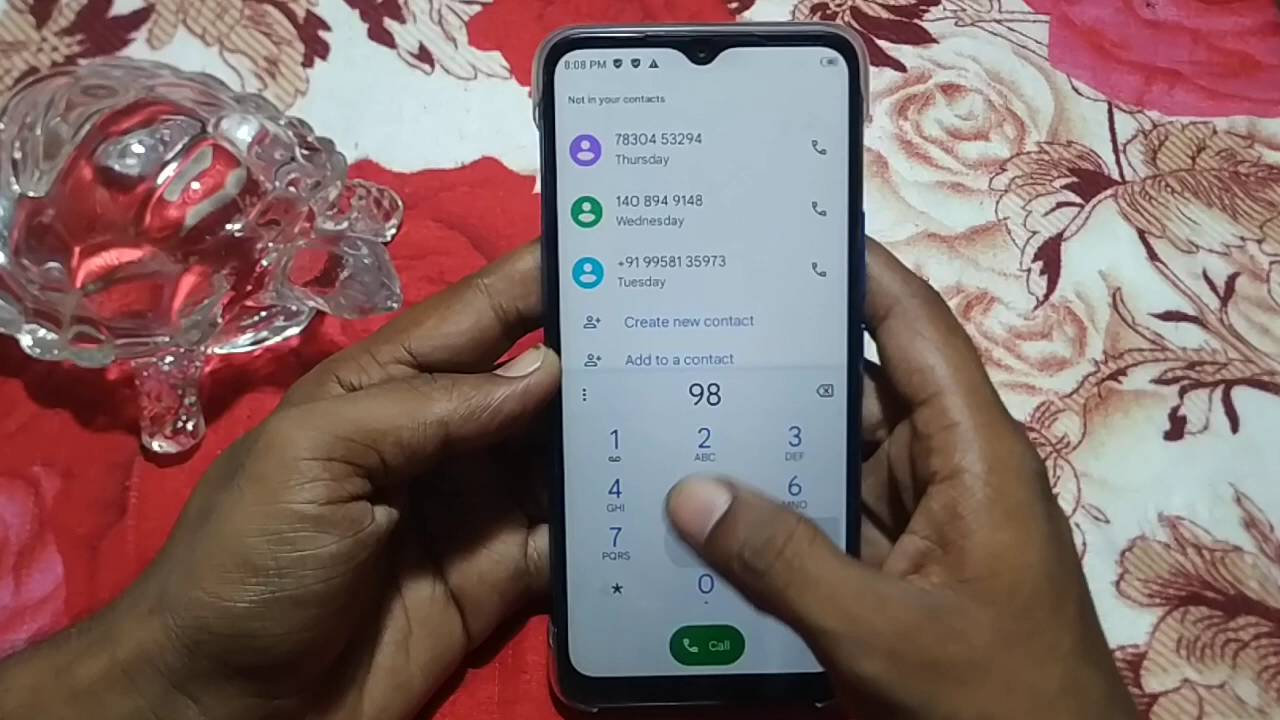 8:08 PM
Not in your contacts
78304 53294
Thursday
140 894 9148
Wednesday
+91 99581 35973
Tuesday
Create new contact
Add to a contact
98
1
2
3
ABC
DEF
4
6
GHI
MNO
7
PQRS
*
0
Call